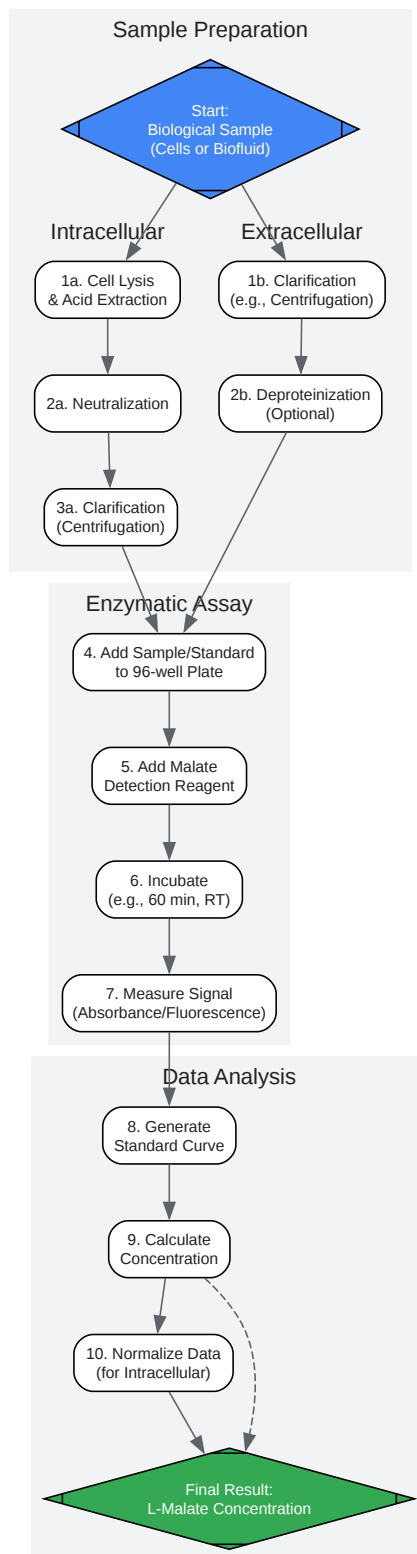 Sample Preparation
Start:
Biological Sample
(Cells or Biofluid)
Intracellular
Extracellular
1a. Cell Lysis
& Acid Extraction
1b. Clarification
(e.g., Centrifugation)
2a. Neutralization
2b. Deproteinization
(Optional)
3a. Clarification
(Centrifugation)
Enzymatic Assay
4. Add Sample/Standard
to 96-well Plate
5. Add Malate
Detection Reagent
6. Incubate
(e.g., 60 min, RT)
7. Measure Signal
(Absorbance/Fluorescence)
Data Analysis
8. Generate
Standard Curve
9. Calculate
Concentration
10. Normalize Data
(for Intracellular)
Final Result:
L-Malate Concentration